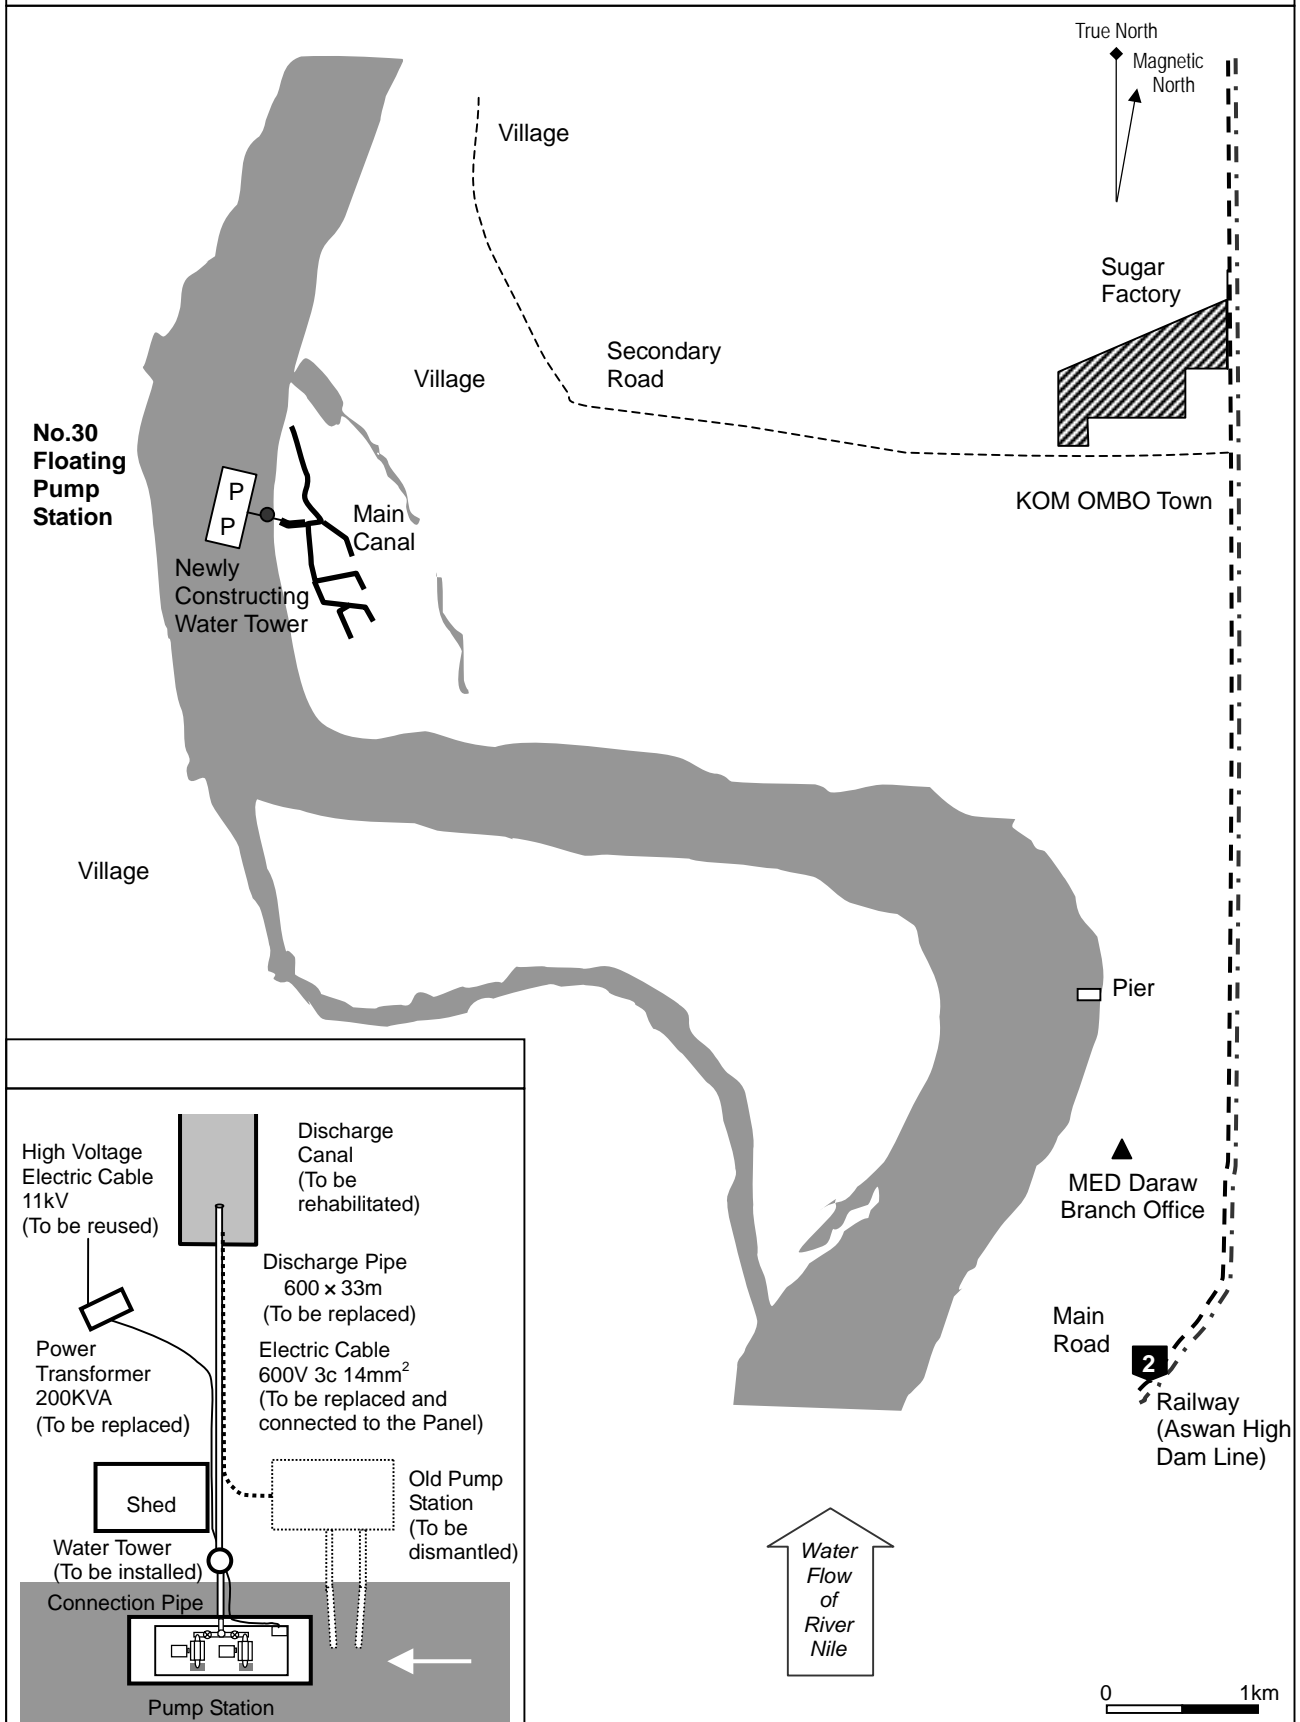 True North
Magnetic
North
Village
Sugar
Factory
Secondary
Road
Village
No.30
Floating
Pump
Station
P
P
Main
Canal
KOM OMBO Town
Newly
Constructing
Water Tower
Village
Pier
MED Daraw
Branch Office
Main
Road
2
Railway
(Aswan High
Dam Line)
Water
Flow
of
River
Nile
0 1km
High Voltage
Electric Cable
11kV
(To be reused)
Discharge
Canal
(To be
rehabilitated)
Discharge Pipe
600 × 33m
(To be replaced)
Power
Transformer
200KVA
(To be replaced)
Electric Cable
600V 3c 14mm²
(To be replaced and
connected to the Panel)
Shed
Old Pump
Station
(To be
dismantled)
Water Tower
(To be installed)
Connection Pipe
Pump Station